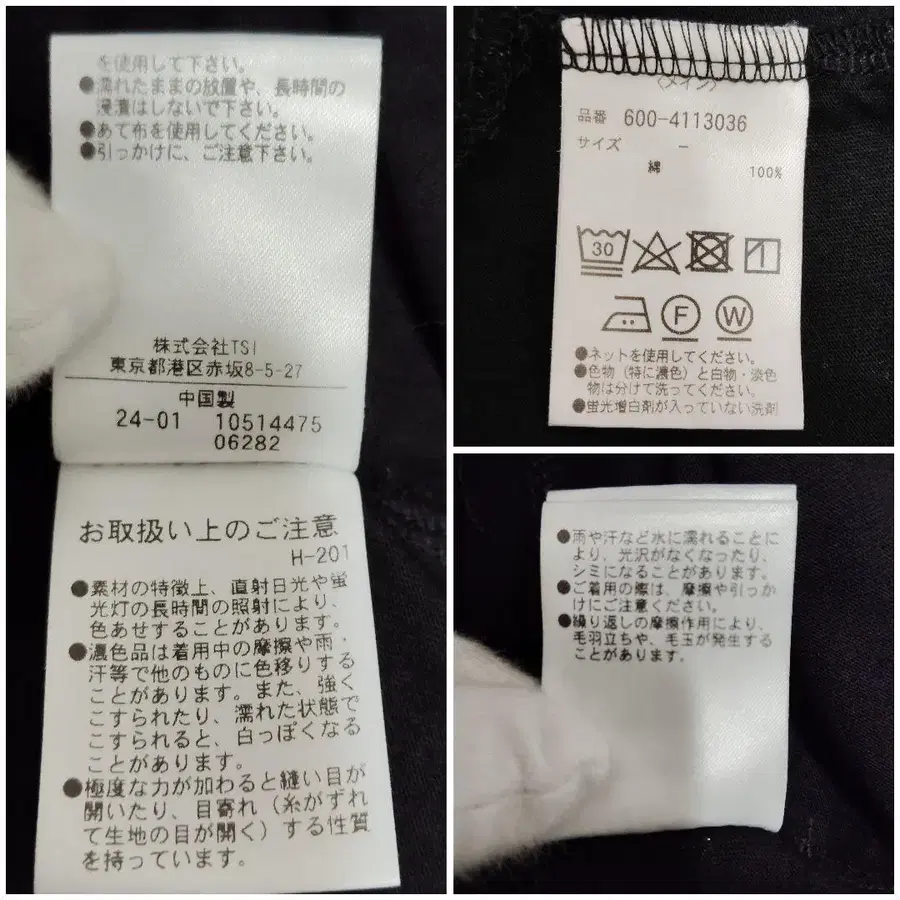 を使用して下さい。
●濡れたままの放置や、長時間の
浸漬はしないで下さい。
●あて布を使用してください。
●引っかけに、ご注意下さい。
株式会社TSI
東京都港区赤坂8-5-27
中国製
24-01 10514475
06282
お取扱い上のご注意
H-201
●素材の特徴上、直射日光や蛍
光灯の長時間の照射により、
色あせすることがあります。
●濃色品は着用中の摩擦や雨・
汗等で他のものに色移りする
ことがあります。また、強く
こすられたり、濡れた状態で
こすられると、白っぽくなる
ことがあります。
●極度な力が加わると縫い目が
開いたり、目寄れ(糸がずれ
て生地の目が開く)する性質
を持っています。
〈メイン〉
品番 600-4113036
サイズ -
綿 100%
30
1
F W
●ネットを使用してください。
●色物(特に濃色)と白物・淡色
物は分けて洗ってください。
●蛍光増白剤が入っていない洗剤
●雨や汗など水に濡れることに
より、光沢がなくなったり、
シミになることがあります。
●ご着用の際は、摩擦や引っか
けにご注意ください。
●繰り返しの摩擦作用により、
毛羽立ちや、毛玉が発生する
ことがあります。